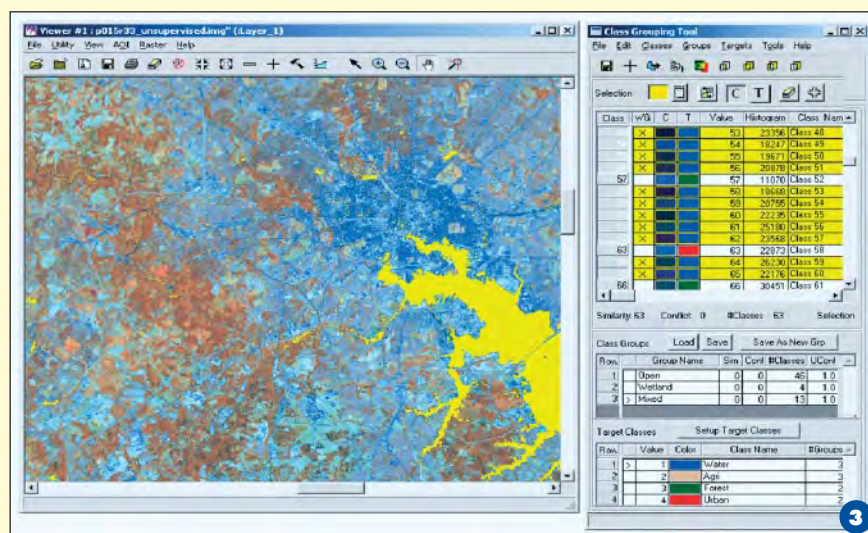 Viewer #1 : p015r33_unsupervised.img" (:Layer_1)
File Utility View AOI Raster Help
Class Grouping Tool
File Edit Classes Groups Targets Tools Help
Selection C T
Class WG C T Value Histogram Class Nam
X 53 23356 Class 48
X 54 18247 Class 49
X 55 19671 Class 50
X 56 20878 Class 51
57 57 11070 Class 52
X Class 53
X 59 20755 Class 54
X 60 22235 Class 55
X 61 25180 Class 56
X 62 23568 Class 57
63 63 22873 Class 58
X 64 26230 Class 59
X 65 22176 Class 60
66 66 30451 Class 61
Similarity 63 Conflict 0 #Classes 63 Selection
Class Groups Load Save Save As New Grp
Row Group Name Sim Conf #Classes UConf
1 Open 0 0 46 1.0
2 Wetland 0 0 4 1.0
3 > Mixed 0 0 13 1.0
Target Classes Setup Target Classes
Row Value Color Class Name #Groups
1 > 1 Water 3
2 2 Agri 3
3 3 Forest 2
4 4 Urban 2
3